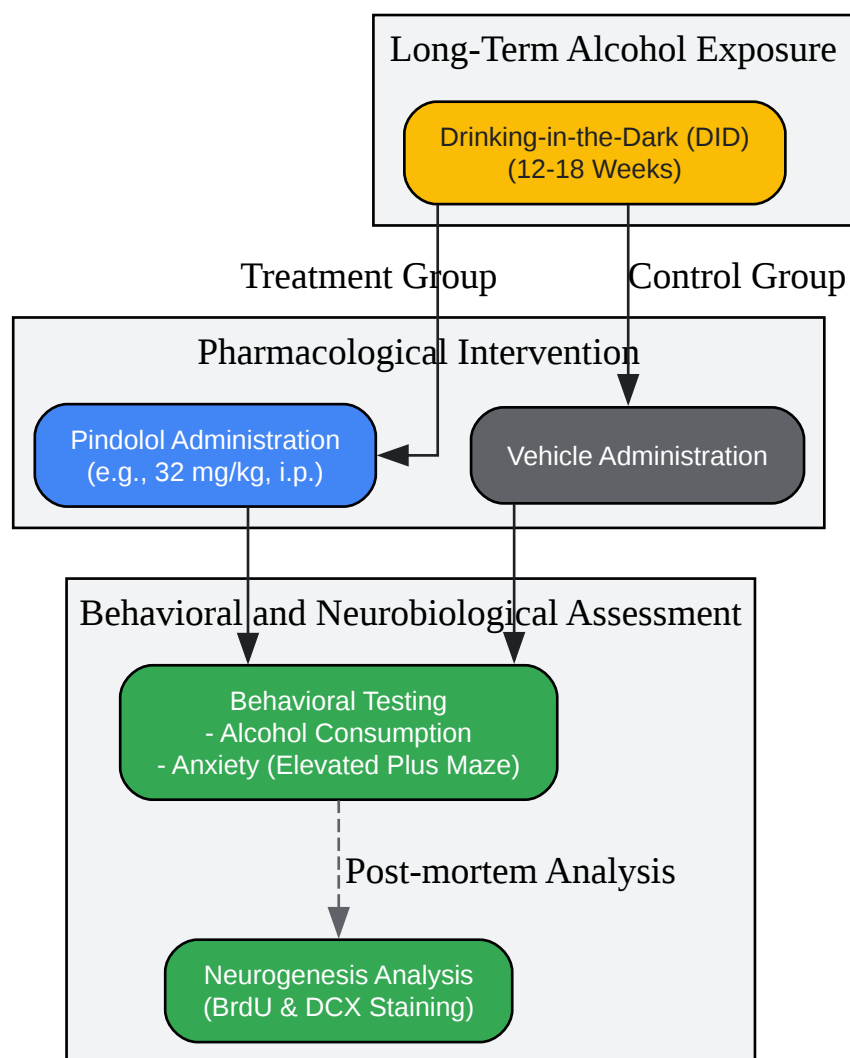 Long-Term Alcohol Exposure
Drinking-in-the-Dark (DID)
(12-18 Weeks)
Treatment Group
Control Group
Pharmacological Intervention
Pindolol Administration
(e.g., 32 mg/kg, i.p.)
Vehicle Administration
Behavioral and Neurobiological Assessment
Behavioral Testing
- Alcohol Consumption
- Anxiety (Elevated Plus Maze)
Post-mortem Analysis
Neurogenesis Analysis
(BrdU & DCX Staining)